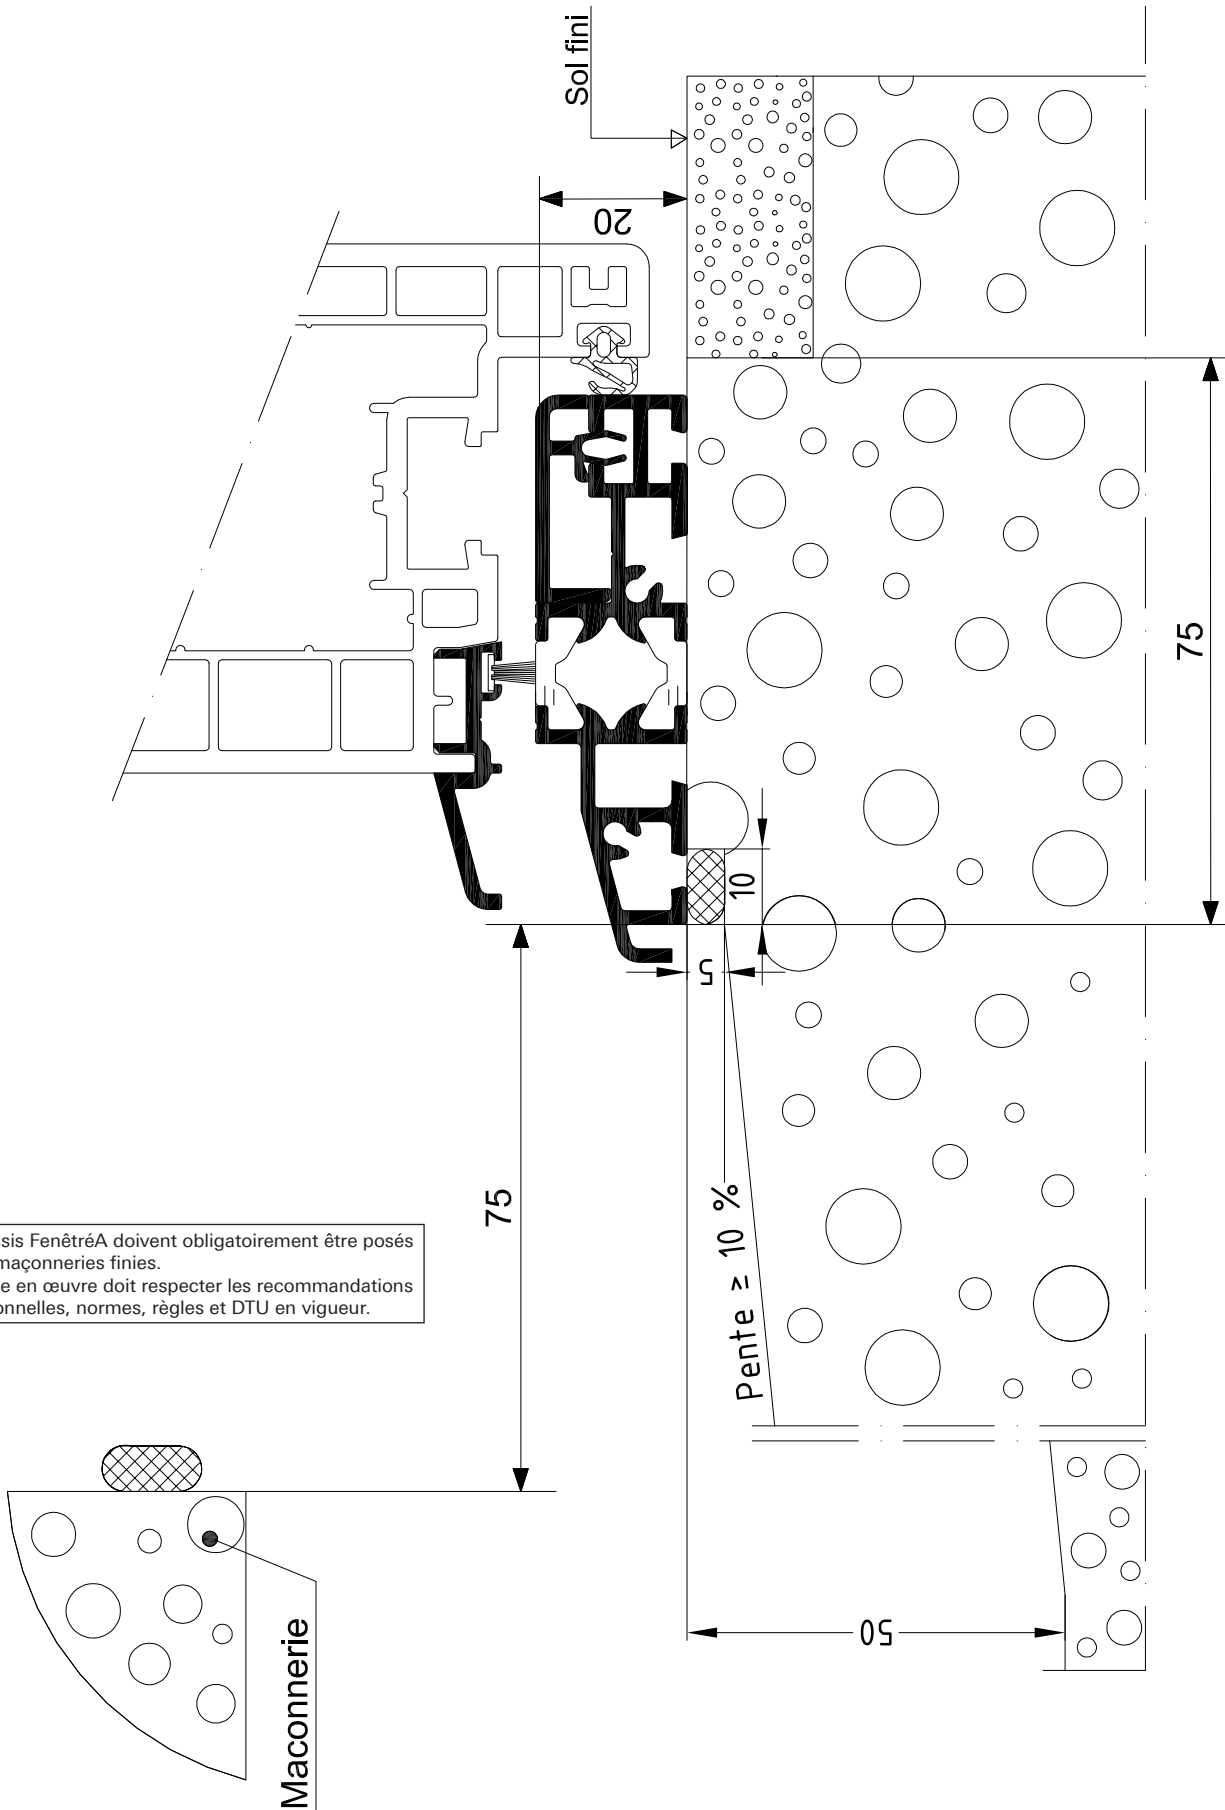 Sol fini
20
75
10
5
75
Pente ≥ 10 %
sis FenêtréA doivent obligatoirement être posés
maçonneries finies.
e en œuvre doit respecter les recommandations
onnelles, normes, règles et DTU en vigueur.
50
Maconnerie